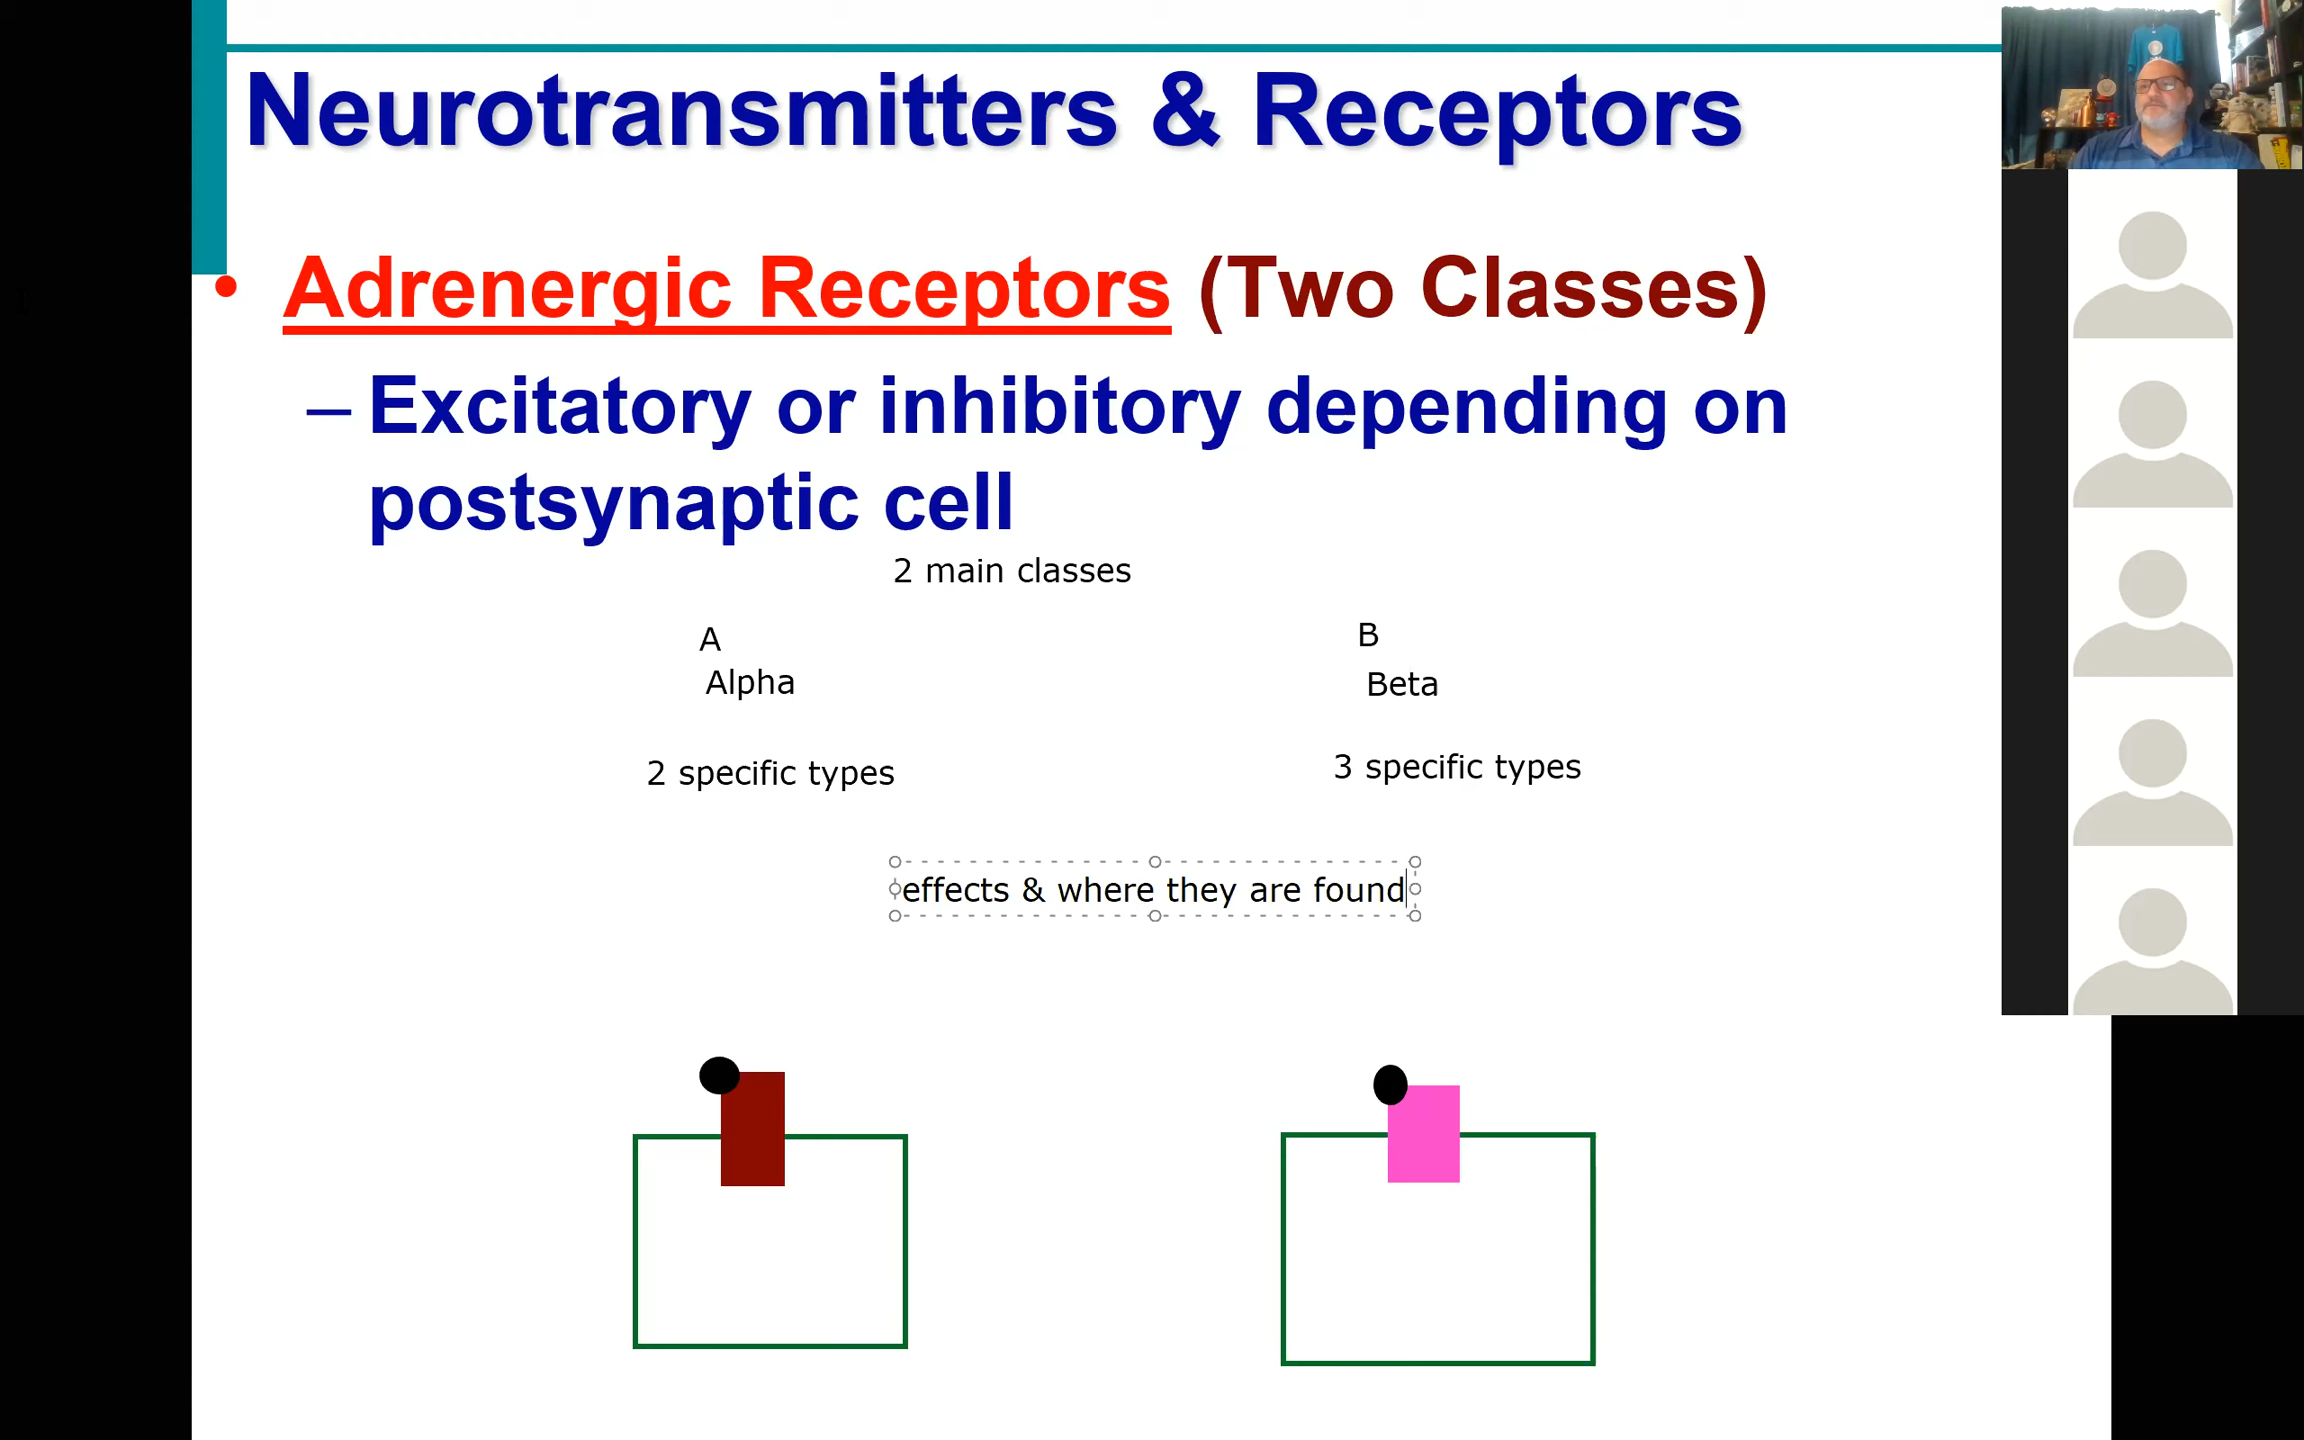 Neurotransmitters & Receptors
• Adrenergic Receptors (Two Classes)
– Excitatory or inhibitory depending on
postsynaptic cell
2 main classes
A B
Alpha Beta
2 specific types 3 specific types
effects & where they are found